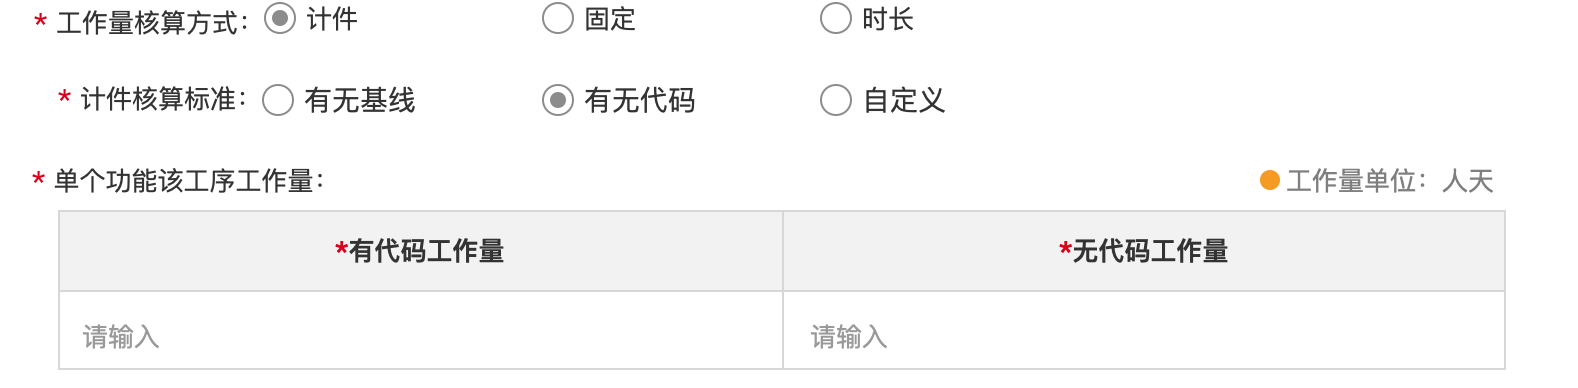 * 工作量核算方式： 计件 固定 时长
* 计件核算标准： 有无基线 有无代码 自定义
* 单个功能该工序工作量： 工作量单位：人天
*有代码工作量 *无代码工作量
请输入 请输入